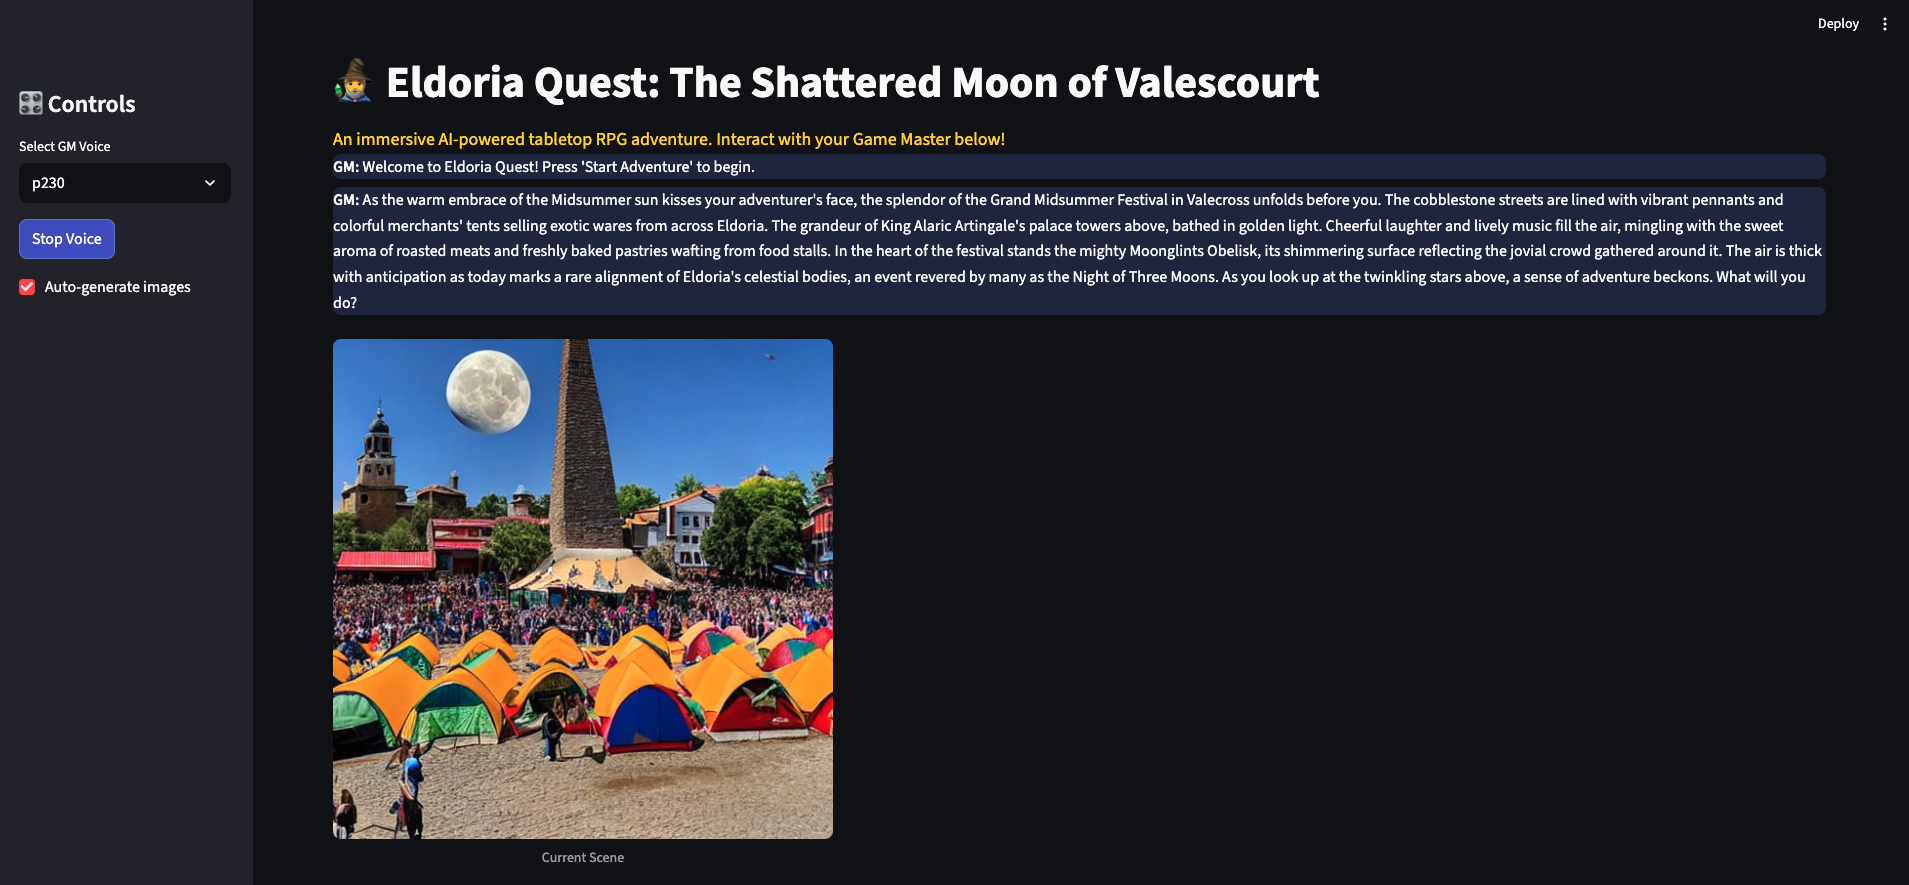 Deploy
Controls
Select GM Voice
p230
Stop Voice
Auto-generate images
Eldoria Quest: The Shattered Moon of Valescourt
An immersive AI-powered tabletop RPG adventure. Interact with your Game Master below!
GM: Welcome to Eldoria Quest! Press 'Start Adventure' to begin.
GM: As the warm embrace of the Midsummer sun kisses your adventurer's face, the splendor of the Grand Midsummer Festival in Valecross unfolds before you. The cobblestone streets are lined with vibrant pennants and
colorful merchants' tents selling exotic wares from across Eldoria. The grandeur of King Alaric Artingale's palace towers above, bathed in golden light. Cheerful laughter and lively music fill the air, mingling with the sweet
aroma of roasted meats and freshly baked pastries wafting from food stalls. In the heart of the festival stands the mighty Moonglints Obelisk, its shimmering surface reflecting the jovial crowd gathered around it. The air is thick
with anticipation as today marks a rare alignment of Eldoria's celestial bodies, an event revered by many as the Night of Three Moons. As you look up at the twinkling stars above, a sense of adventure beckons. What will you
do?
Current Scene